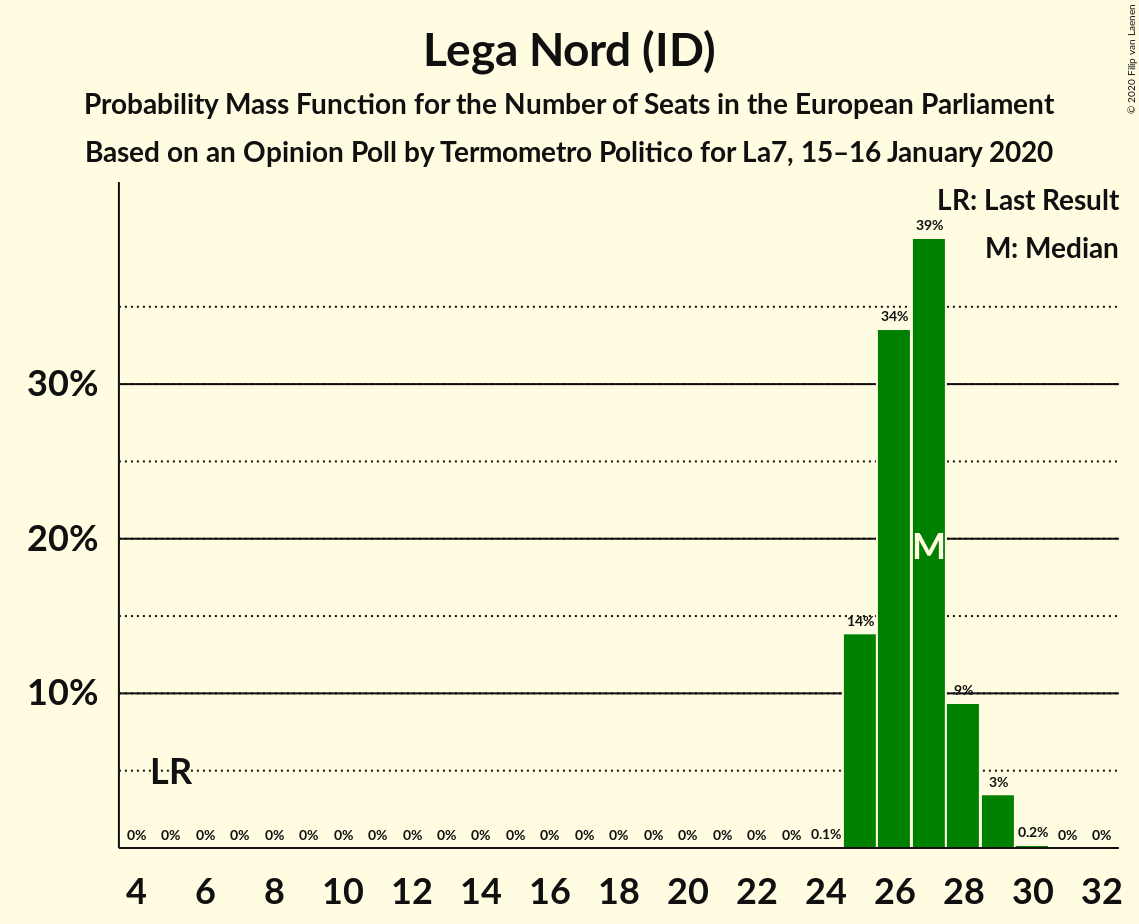 Lega Nord (ID)
Probability Mass Function for the Number of Seats in the European Parliament
Based on an Opinion Poll by Termometro Politico for La7, 15–16 January 2020
© 2020 Filip van Laenen
LR: Last Result
M: Median
39%
34%
30%
20%
M
14%
10%
9%
LR
3%
0% 0% 0% 0% 0% 0% 0% 0% 0% 0% 0% 0% 0% 0% 0% 0% 0% 0% 0% 0% 0.1% 0.2% 0% 0%
4 6 8 10 12 14 16 18 20 22 24 26 28 30 32